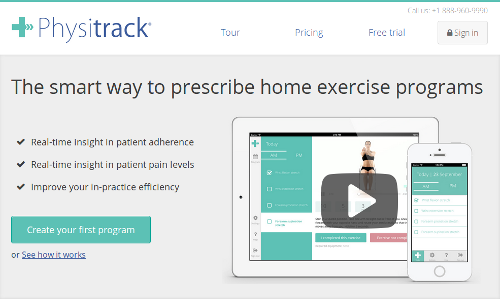 Call us: +1-888-960-9990
Physitrack®
Tour
Pricing
Free trial
Sign in
The smart way to prescribe home exercise programs
Real-time insight in patient adherence
Real-time insight in patient pain levels
Improve your in-practice efficiency
Create your first program
or See how it works
Today